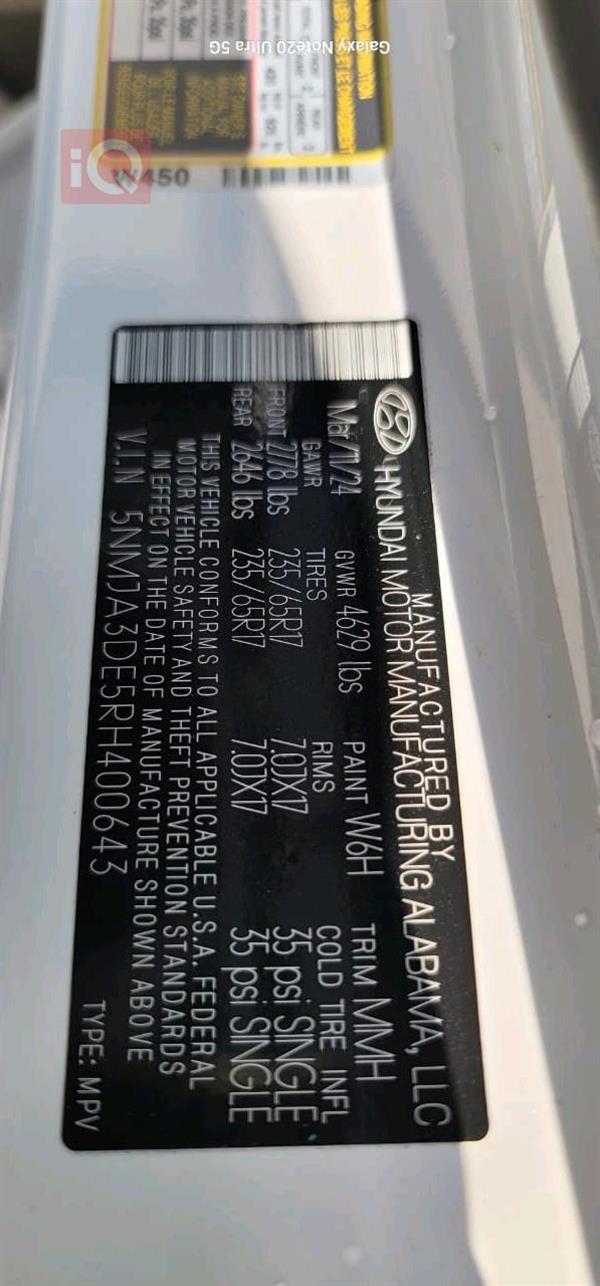 Galaxy Note20 Ultra 5G
iQ
W450
MANUFACTURED BY
HYUNDAI MOTOR MANUFACTURING ALABAMA, LLC
Mar/11/24 GVWR 4629 lbs PAINT W6H TRIM MMH
GAWR TIRES RIMS COLD TIRE INFL
FRONT 2778 lbs 235/65R17 7.0JX17 35 psi SINGLE
REAR 2646 lbs 235/65R17 7.0JX17 35 psi SINGLE
THIS VEHICLE CONFORMS TO ALL APPLICABLE U.S.A. FEDERAL
MOTOR VEHICLE SAFETY AND THEFT PREVENTION STANDARDS
IN EFFECT ON THE DATE OF MANUFACTURE SHOWN ABOVE
V.I.N 5NMJA3DE5RH400643 TYPE: MPV